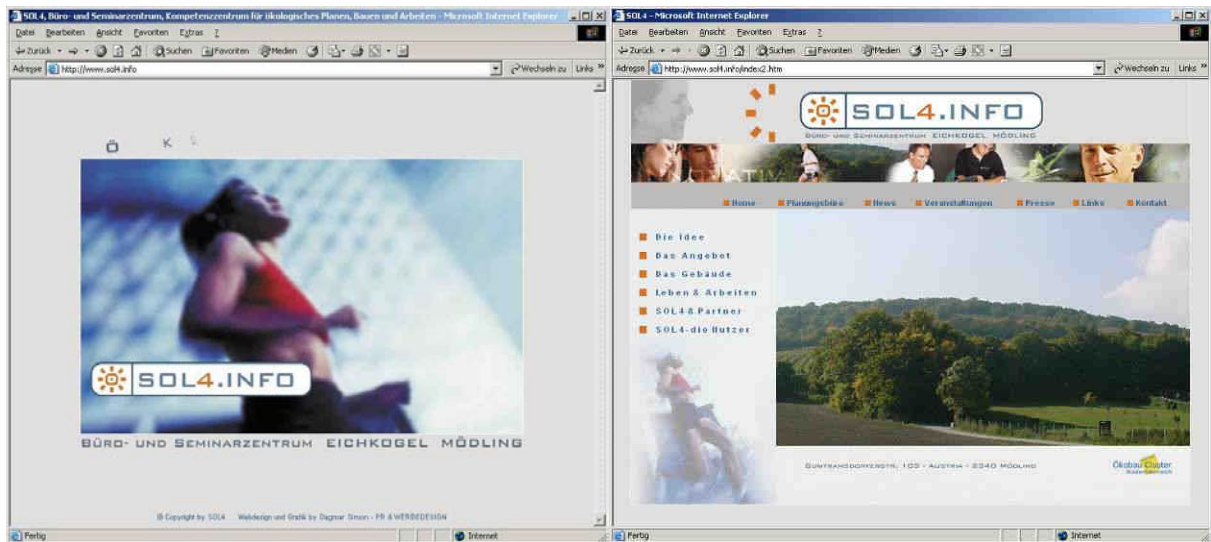 SOL4, Büro- und Seminarzentrum, Kompetenzzentrum für ökologisches Planen, Bauen und Arbeiten - Microsoft Internet Explorer
Datei Bearbeiten Ansicht Favoriten Extras ?
Zurück Suchen Favoriten Medien
Adresse http://www.sol4.info Wechseln zu Links »
Ö K
SOL4.INFO
BÜRO- UND SEMINARZENTRUM EICHKOGEL MÖDLING
© Copyright by SOL4 Webdesign und Grafik by Dagmar Simon - PR & WERBEDESIGN
Fertig Internet
SOL4 - Microsoft Internet Explorer
Datei Bearbeiten Ansicht Favoriten Extras ?
Zurück Suchen Favoriten Medien
Adresse http://www.sol4.info/index2.htm Wechseln zu Links »
SOL4.INFO
BÜRO- UND SEMINARZENTRUM EICHKOGEL MÖDLING
Home Planungsbüro News Veranstaltungen Presse Links Kontakt
Die Idee
Das Angebot
Das Gebäude
Leben & Arbeiten
SOL4 & Partner
SOL4-die Nutzer
GUNTRAMSDORFERSTR. 103 - AUSTRIA - 2340 MÖDLING
Ökobau Cluster
Niederösterreich
Fertig Internet